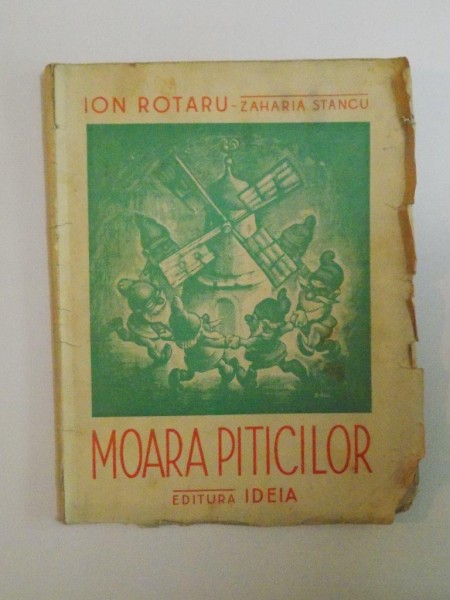 ION ROTARU - ZAHARIA STANCU
MOARA PITICILOR
EDITURA IDEIA